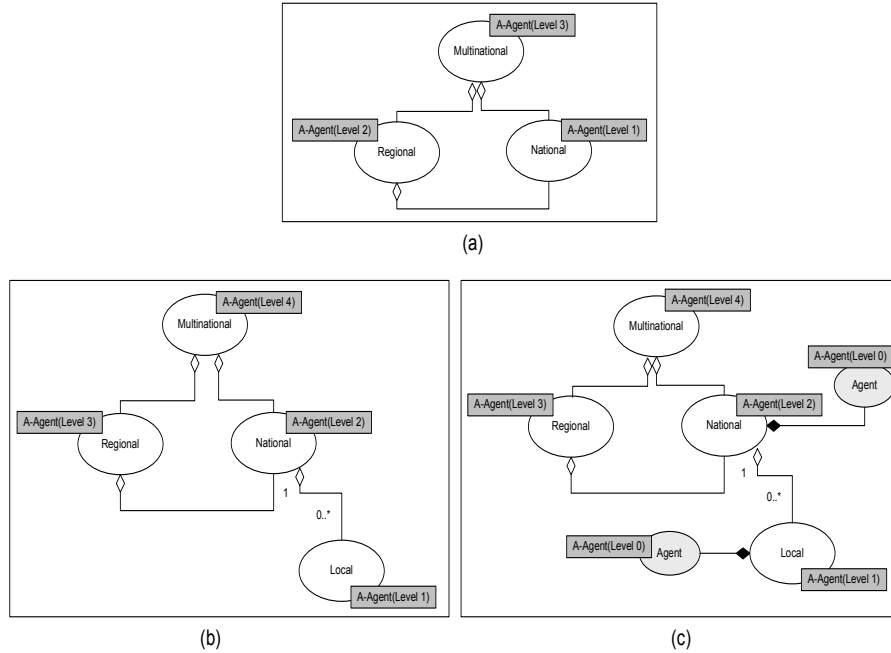 A-Agent(Level 3)
Multinational
A-Agent(Level 2)
A-Agent(Level 1)
Regional
National
(a)
A-Agent(Level 4)
Multinational
A-Agent(Level 3)
A-Agent(Level 2)
Regional
National
1
0..*
Local
A-Agent(Level 1)
(b)
A-Agent(Level 4)
Multinational
A-Agent(Level 0)
Agent
A-Agent(Level 3)
A-Agent(Level 2)
Regional
National
1
0..*
A-Agent(Level 0)
Agent
Local
A-Agent(Level 1)
(c)